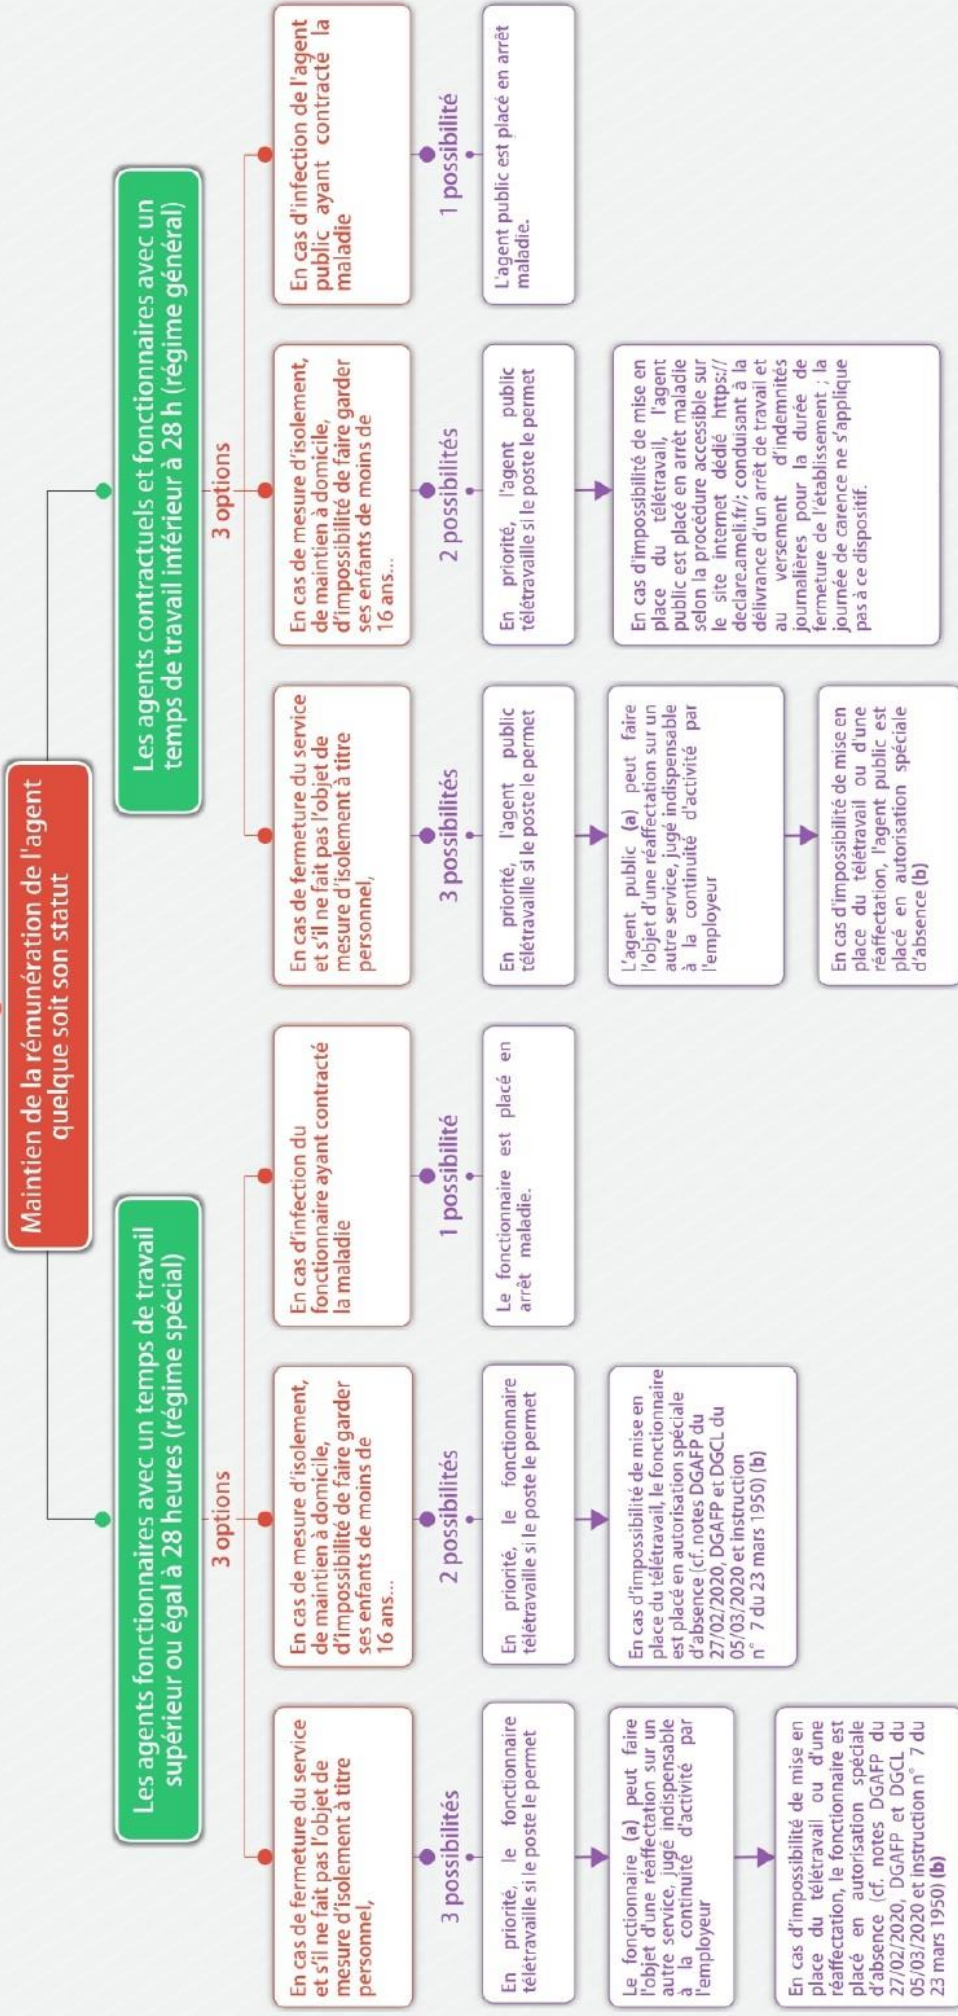 Maintien de la rémunération de l'agent
quelque soit son statut
Les agents fonctionnaires avec un temps de travail
supérieur ou égal à 28 heures (régime spécial)
3 options
En cas de fermeture du service
et s'il ne fait pas l'objet de
mesure d'isolement à titre
personnel,
3 possibilités
En priorité, le fonctionnaire
télétravaille si le poste le permet
Le fonctionnaire (a) peut faire
l'objet d'une réaffectation sur un
autre service, jugé indispensable
à la continuité d'activité par
l'employeur
En cas d'impossibilité de mise en
place du télétravail ou d'une
réaffectation, le fonctionnaire est
placé en autorisation spéciale
d'absence (cf. notes DGAFP du
27/02/2020, DGAFP et DGCL du
05/03/2020 et instruction n° 7 du
23 mars 1950) (b)
En cas de mesure d'isolement,
de maintien à domicile,
d'impossibilité de faire garder
ses enfants de moins de
16 ans...
2 possibilités
En priorité, le fonctionnaire
télétravaille si le poste le permet
En cas d'impossibilité de mise en
place du télétravail, le fonctionnaire
est placé en autorisation spéciale
d'absence (cf. notes DGAFP du
27/02/2020, DGAFP et DGCL du
05/03/2020 et instruction
n° 7 du 23 mars 1950) (b)
En cas d'infection du
fonctionnaire ayant contracté
la maladie
1 possibilité
Le fonctionnaire est placé en
arrêt maladie.
Les agents contractuels et fonctionnaires avec un
temps de travail inférieur à 28 h (régime général)
3 options
En cas de fermeture du service
et s'il ne fait pas l'objet de
mesure d'isolement à titre
personnel,
3 possibilités
En priorité, l'agent public
télétravaille si le poste le permet
L'agent public (a) peut faire
l'objet d'une réaffectation sur un
autre service, jugé indispensable
à la continuité d'activité par
l'employeur
En cas d'impossibilité de mise en
place du télétravail ou d'une
réaffectation, l'agent public est
placé en autorisation spéciale
d'absence (b)
En cas de mesure d'isolement,
de maintien à domicile,
d'impossibilité de faire garder
ses enfants de moins de
16 ans...
2 possibilités
En priorité, l'agent public
télétravaille si le poste le permet
En cas d'impossibilité de mise en
place du télétravail, l'agent
public est placé en arrêt maladie
selon la procédure accessible sur
le site internet dédié https://
declare.ameli.fr/; conduisant à la
délivrance d'un arrêt de travail et
au versement d'indemnités
journalières pour la durée de
fermeture de l'établissement ; la
journée de carence ne s'applique
pas à ce dispositif.
En cas d'infection de l'agent
public ayant contracté la
maladie
1 possibilité
L'agent public est placé en arrêt
maladie.